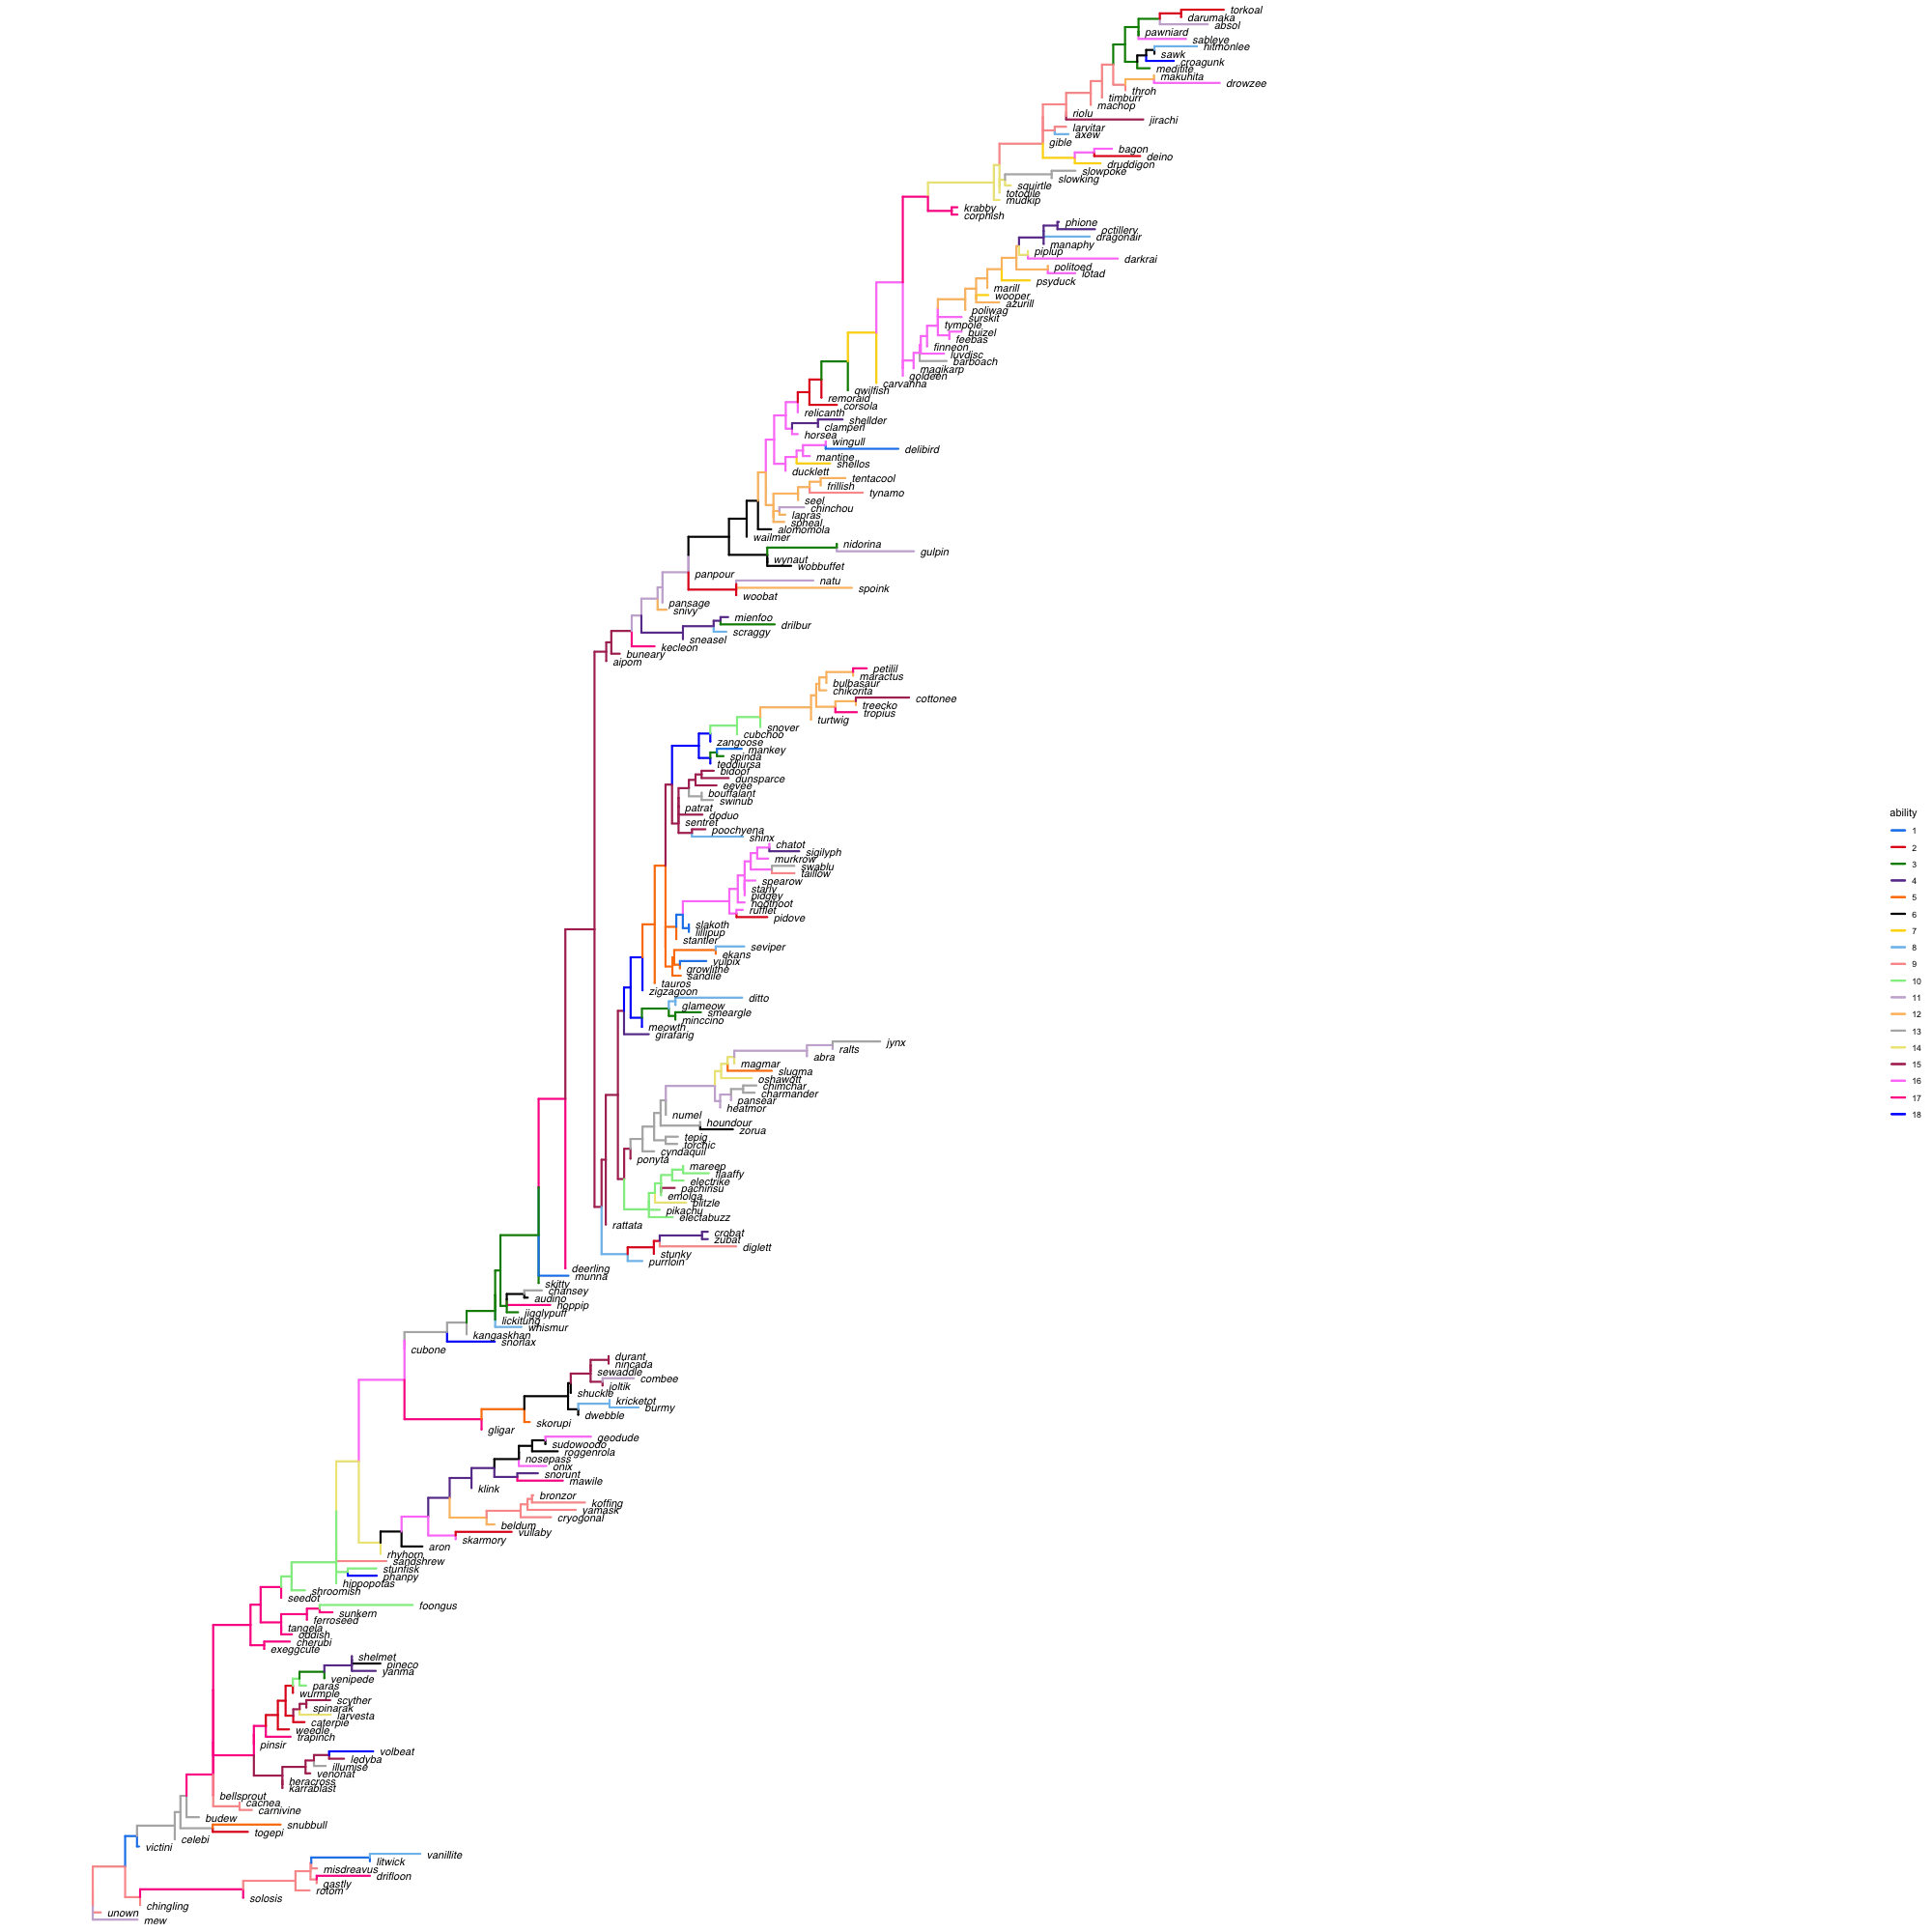 torkoal
darumaka
absol
pawniard
sableye
hitmonlee
sawk
croagunk
meditite
makuhita
drowzee
throh
timburr
machop
riolu
jirachi
larvitar
axew
gible
bagon
deino
druddigon
slowpoke
slowking
squirtle
totodile
mudkip
krabby
corphish
phione
octillery
dragonair
manaphy
piplup
darkrai
politoed
lotad
psyduck
marill
wooper
azurill
poliwag
surskit
tympole
buizel
feebas
finneon
luvdisc
barboach
magikarp
goldeen
carvanha
qwilfish
remoraid
corsola
relicanth
shellder
clamperl
horsea
wingull
delibird
mantine
shellos
ducklett
tentacool
frillish
tynamo
seel
chinchou
lapras
spheal
alomomola
wailmer
nidorina
gulpin
wynaut
wobbuffet
panpour
natu
spoink
woobat
pansage
snivy
mienfoo
drilbur
scraggy
sneasel
kecleon
buneary
aipom
petilil
maractus
bulbasaur
chikorita
cottonee
treecko
tropius
turtwig
snover
cubchoo
zangoose
mankey
spinda
teddiursa
bidoof
dunsparce
eevee
bouffalant
swinub
patrat
doduo
sentret
poochyena
shinx
chatot
sigilyph
murkrow
swablu
taillow
spearow
starly
pidgey
hoothoot
rufflet
pidove
slakoth
lillipup
stantler
seviper
ekans
vulpix
growlithe
sandile
tauros
zigzagoon
ditto
glameow
smeargle
minccino
meowth
girafarig
jynx
ralts
abra
magmar
slugma
oshawott
chimchar
charmander
pansear
heatmor
numel
houndour
zorua
tepig
torchic
cyndaquil
ponyta
mareep
flaaffy
electrike
pachirisu
emolga
blitzle
pikachu
electabuzz
rattata
crobat
zubat
diglett
stunky
purrloin
deerling
munna
skitty
chansey
audino
hoppip
jigglypuff
lickitung
whismur
kangaskhan
snorlax
cubone
durant
nincada
sewaddle
combee
joltik
shuckle
kricketot
burmy
dwebble
skorupi
gligar
geodude
sudowoodo
roggenrola
nosepass
onix
snorunt
mawile
klink
bronzor
koffing
yamask
cryogonal
beldum
vullaby
skarmory
aron
rhyhorn
sandshrew
stunfisk
phanpy
hippopotas
shroomish
seedot
foongus
sunkern
ferroseed
tangela
oddish
cherubi
exeggcute
shelmet
pineco
yanma
venipede
paras
wurmple
scyther
spinarak
larvesta
caterpie
weedle
trapinch
pinsir
volbeat
ledyba
illumise
venonat
heracross
karrablast
bellsprout
cacnea
carnivine
budew
snubbull
togepi
celebi
victini
vanillite
litwick
misdreavus
drifloon
gastly
rotom
solosis
chingling
unown
mew
ability
1
2
3
4
5
6
7
8
9
10
11
12
13
14
15
16
17
18